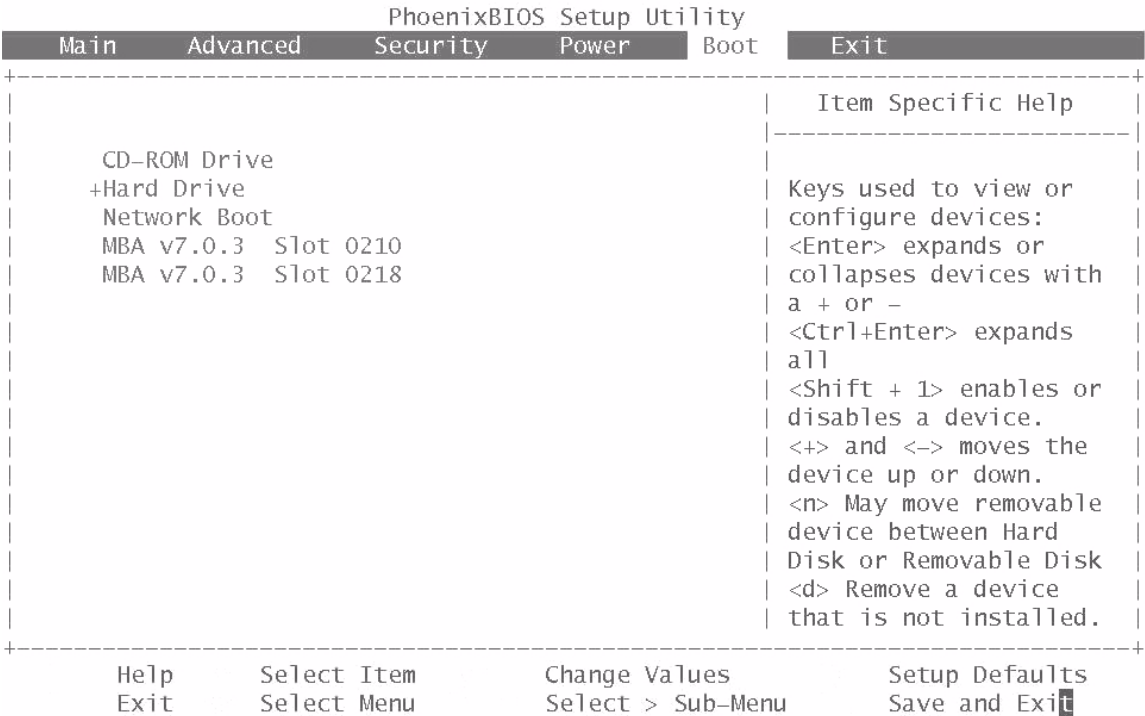 PhoenixBIOS Setup Utility
Main Advanced Security Power Boot Exit
Item Specific Help
CD-ROM Drive
+Hard Drive
Network Boot
MBA v7.0.3 Slot 0210
MBA v7.0.3 Slot 0218
Keys used to view or
configure devices:
<Enter> expands or
collapses devices with
a + or -
<Ctrl+Enter> expands
all
<Shift + 1> enables or
disables a device.
<+> and <-> moves the
device up or down.
<n> May move removable
device between Hard
Disk or Removable Disk
<d> Remove a device
that is not installed.
Help Select Item Change Values Setup Defaults
Exit Select Menu Select > Sub-Menu Save and Exit